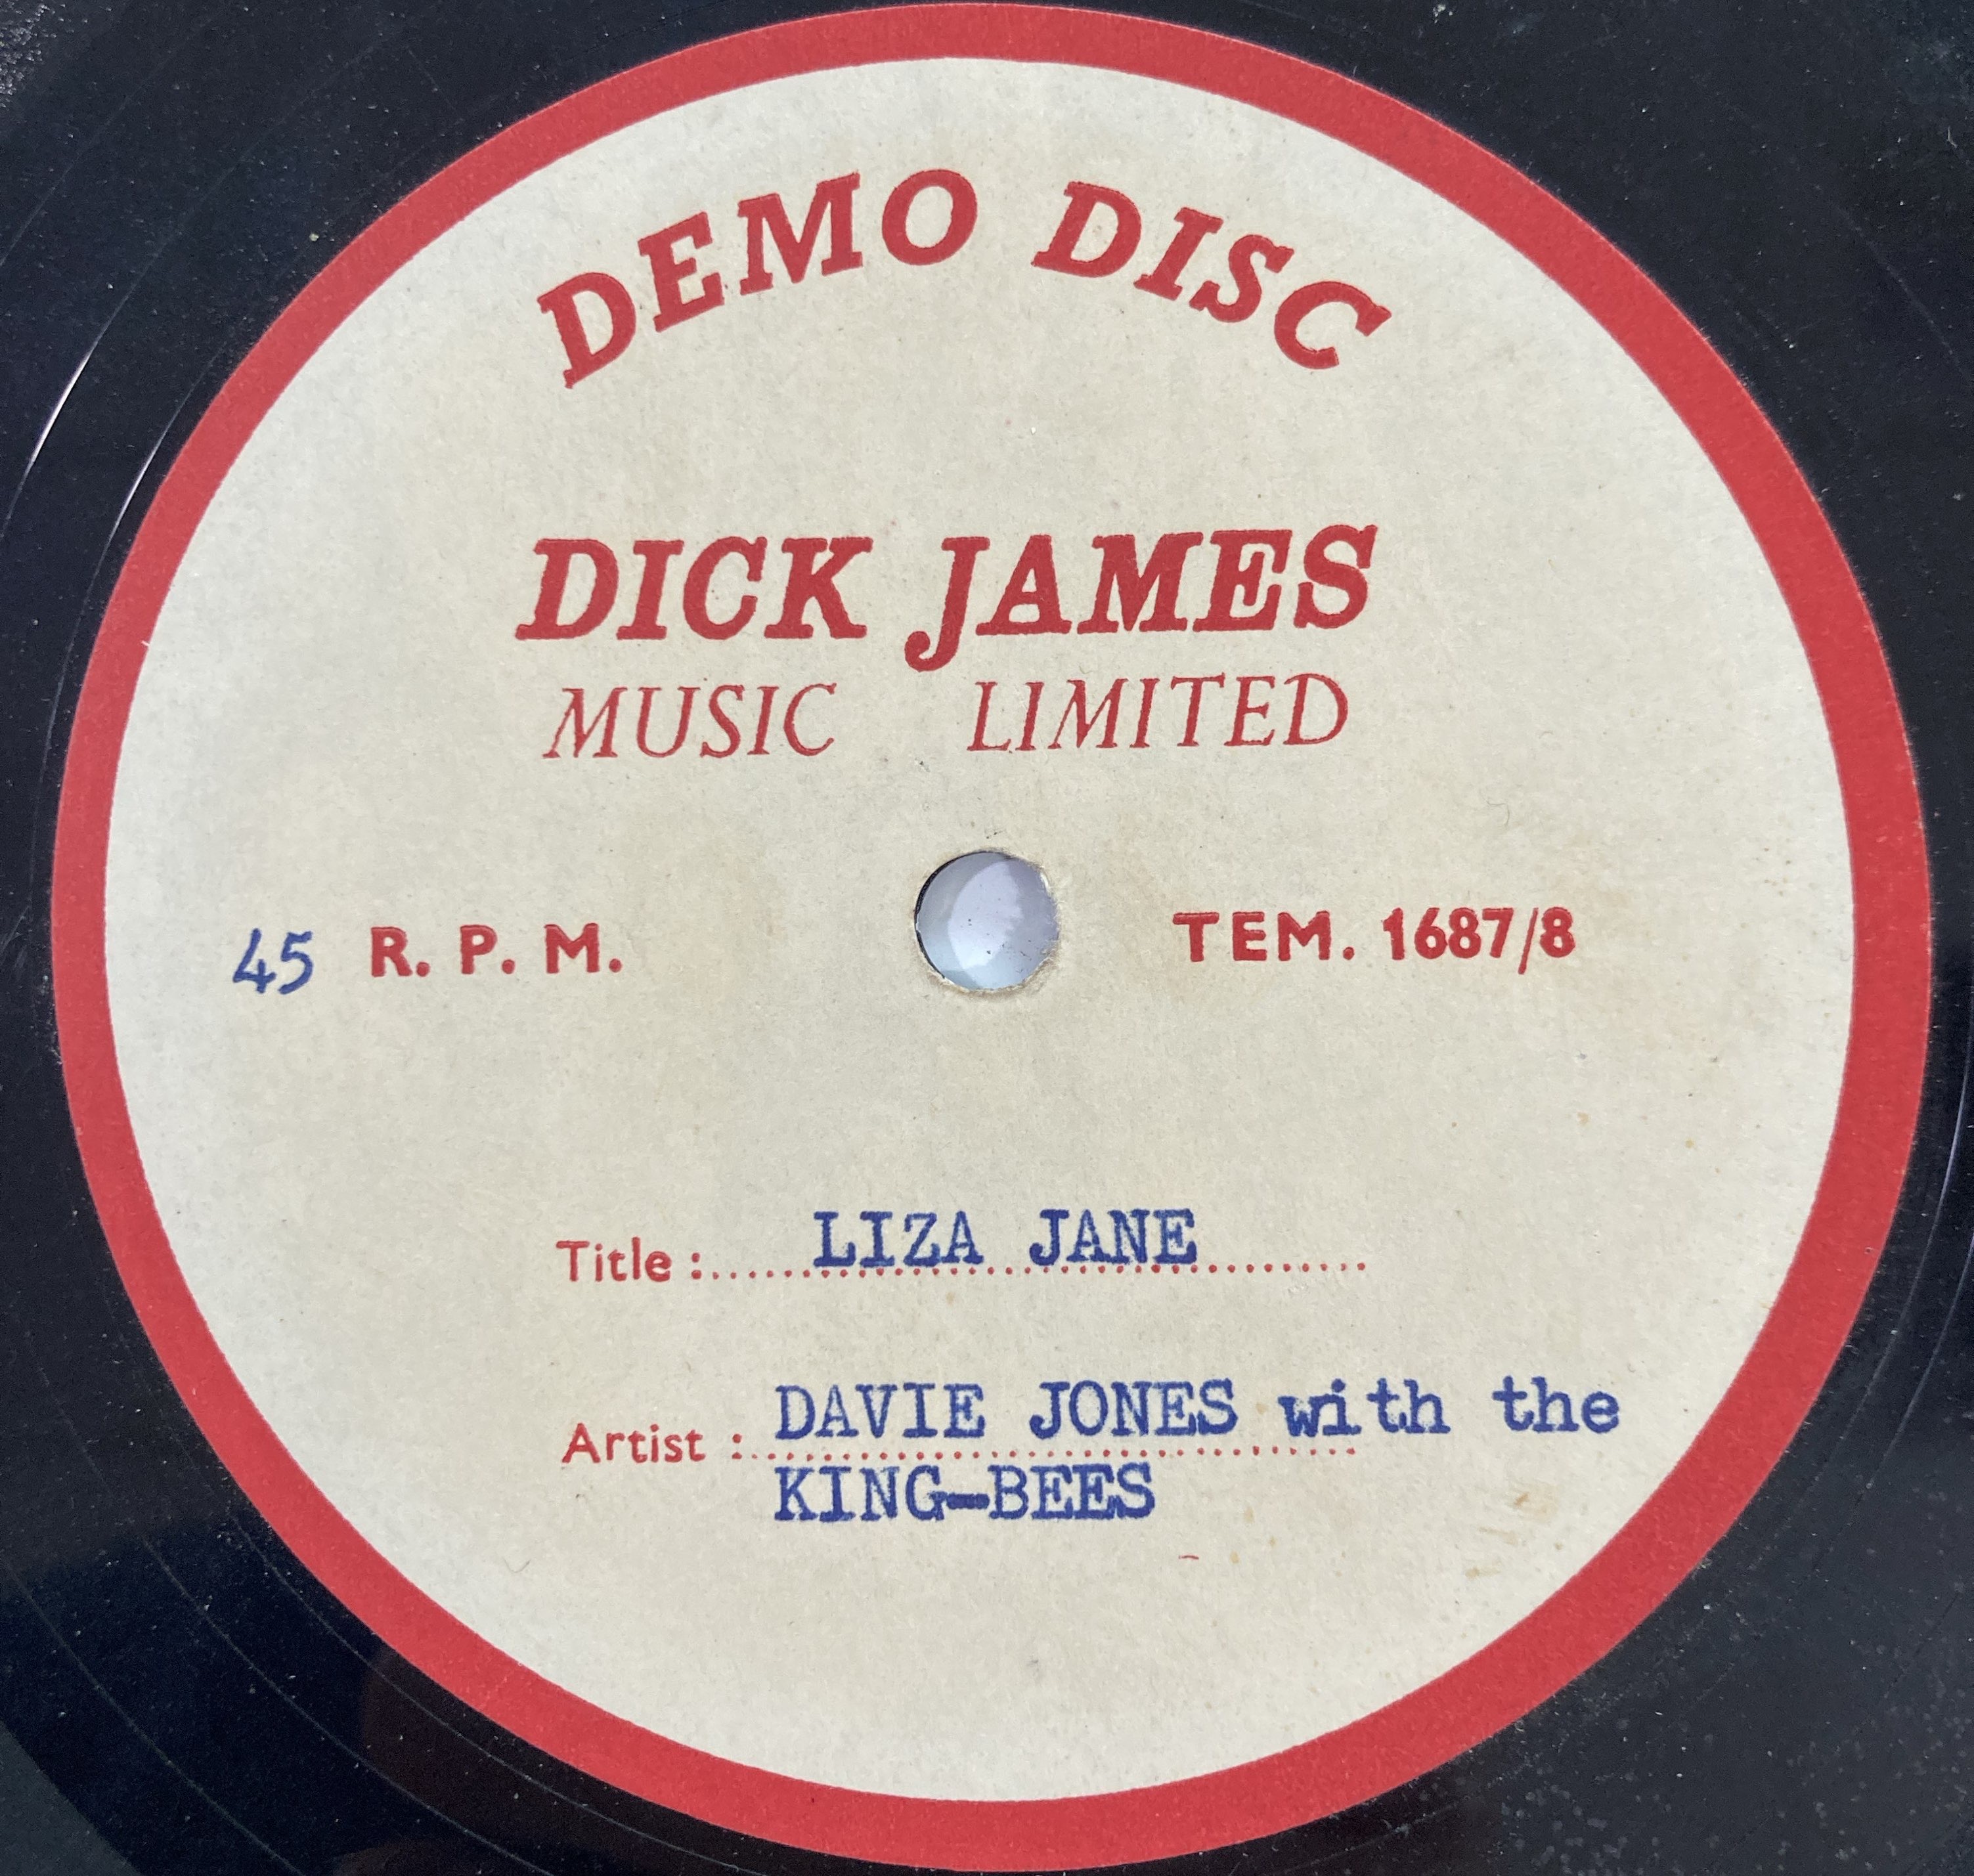 DEMO DISC
DICK JAMES
MUSIC LIMITED
45 R. P. M. TEM. 1687/8
Title :.....LIZA JANE..........
Artist : DAVIE JONES with the
KING-BEES